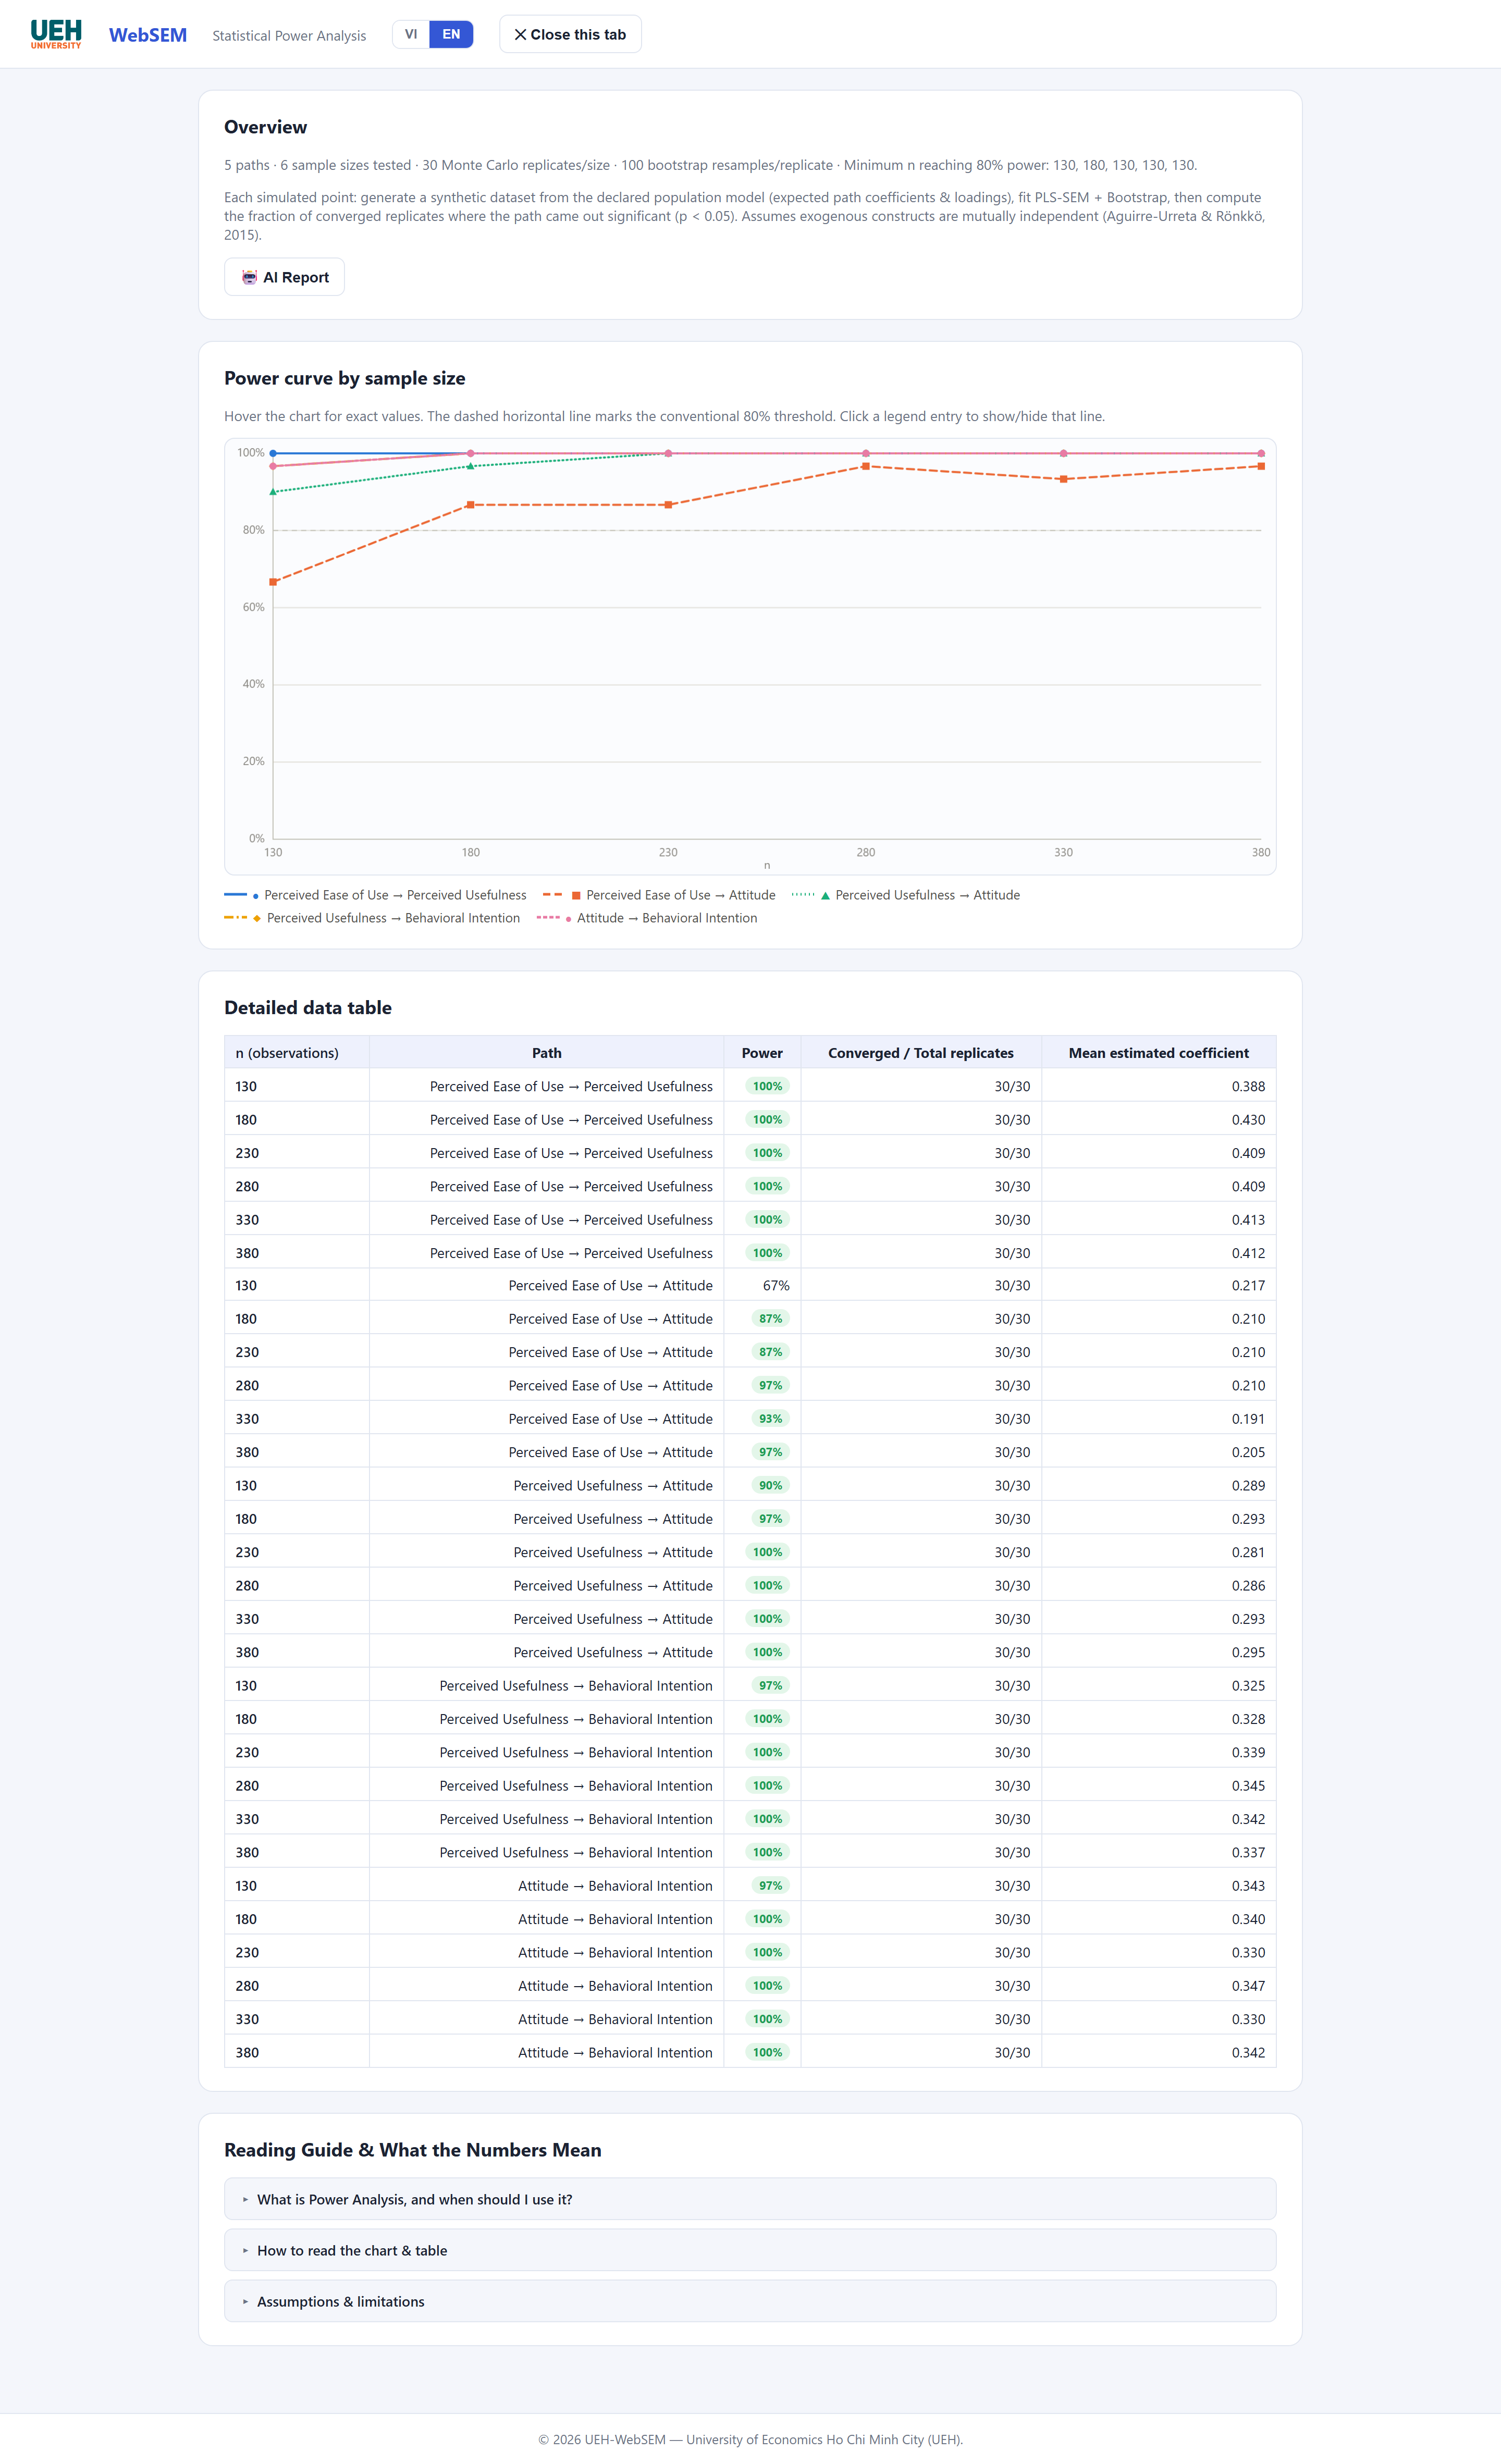 UEH
UNIVERSITY
WebSEM
Statistical Power Analysis
VI
EN
✕ Close this tab
Overview
5 paths · 6 sample sizes tested · 30 Monte Carlo replicates/size · 100 bootstrap resamples/replicate · Minimum n reaching 80% power: 130, 180, 130, 130, 130.
Each simulated point: generate a synthetic dataset from the declared population model (expected path coefficients & loadings), fit PLS-SEM + Bootstrap, then compute
the fraction of converged replicates where the path came out significant (p < 0.05). Assumes exogenous constructs are mutually independent (Aguirre-Urreta & Rönkkö,
2015).
AI Report
Power curve by sample size
Hover the chart for exact values. The dashed horizontal line marks the conventional 80% threshold. Click a legend entry to show/hide that line.
100%
80%
60%
40%
20%
0%
130 180 230 280 330 380
n
Perceived Ease of Use → Perceived Usefulness Perceived Ease of Use → Attitude Perceived Usefulness → Attitude
Perceived Usefulness → Behavioral Intention Attitude → Behavioral Intention
Detailed data table
n (observations) Path Power Converged / Total replicates Mean estimated coefficient
130 Perceived Ease of Use → Perceived Usefulness 100% 30/30 0.388
180 Perceived Ease of Use → Perceived Usefulness 100% 30/30 0.430
230 Perceived Ease of Use → Perceived Usefulness 100% 30/30 0.409
280 Perceived Ease of Use → Perceived Usefulness 100% 30/30 0.409
330 Perceived Ease of Use → Perceived Usefulness 100% 30/30 0.413
380 Perceived Ease of Use → Perceived Usefulness 100% 30/30 0.412
130 Perceived Ease of Use → Attitude 67% 30/30 0.217
180 Perceived Ease of Use → Attitude 87% 30/30 0.210
230 Perceived Ease of Use → Attitude 87% 30/30 0.210
280 Perceived Ease of Use → Attitude 97% 30/30 0.210
330 Perceived Ease of Use → Attitude 93% 30/30 0.191
380 Perceived Ease of Use → Attitude 97% 30/30 0.205
130 Perceived Usefulness → Attitude 90% 30/30 0.289
180 Perceived Usefulness → Attitude 97% 30/30 0.293
230 Perceived Usefulness → Attitude 100% 30/30 0.281
280 Perceived Usefulness → Attitude 100% 30/30 0.286
330 Perceived Usefulness → Attitude 100% 30/30 0.293
380 Perceived Usefulness → Attitude 100% 30/30 0.295
130 Perceived Usefulness → Behavioral Intention 97% 30/30 0.325
180 Perceived Usefulness → Behavioral Intention 100% 30/30 0.328
230 Perceived Usefulness → Behavioral Intention 100% 30/30 0.339
280 Perceived Usefulness → Behavioral Intention 100% 30/30 0.345
330 Perceived Usefulness → Behavioral Intention 100% 30/30 0.342
380 Perceived Usefulness → Behavioral Intention 100% 30/30 0.337
130 Attitude → Behavioral Intention 97% 30/30 0.343
180 Attitude → Behavioral Intention 100% 30/30 0.340
230 Attitude → Behavioral Intention 100% 30/30 0.330
280 Attitude → Behavioral Intention 100% 30/30 0.347
330 Attitude → Behavioral Intention 100% 30/30 0.330
380 Attitude → Behavioral Intention 100% 30/30 0.342
Reading Guide & What the Numbers Mean
▸ What is Power Analysis, and when should I use it?
▸ How to read the chart & table
▸ Assumptions & limitations
© 2026 UEH-WebSEM — University of Economics Ho Chi Minh City (UEH).